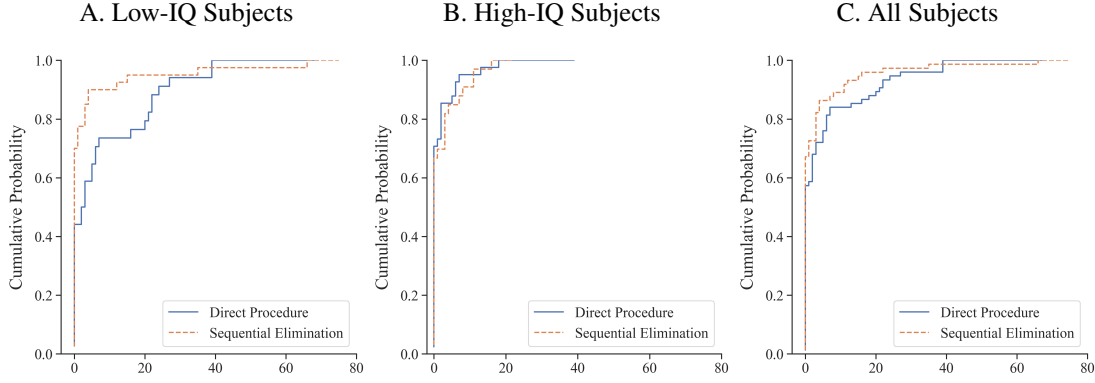 A. Low-IQ Subjects
B. High-IQ Subjects
C. All Subjects
Cumulative Probability
1.0
0.8
0.6
0.4
0.2
0.0
0 20 40 60 80
Direct Procedure
Sequential Elimination
Cumulative Probability
1.0
0.8
0.6
0.4
0.2
0.0
0 20 40 60 80
Direct Procedure
Sequential Elimination
Cumulative Probability
1.0
0.8
0.6
0.4
0.2
0.0
0 20 40 60 80
Direct Procedure
Sequential Elimination